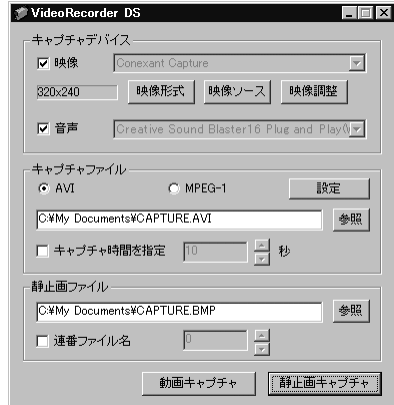 VideoRecorder DS
キャプチャデバイス
映像 Conexant Capture
320x240 映像形式 映像ソース 映像調整
音声 Creative Sound Blaster16 Plug and Play(
キャプチャファイル
AVI MPEG-1 設定
C:¥My Documents¥CAPTURE.AVI 参照
キャプチャ時間を指定 10 秒
静止画ファイル
C:¥My Documents¥CAPTURE.BMP 参照
連番ファイル名 0
動画キャプチャ 静止画キャプチャ